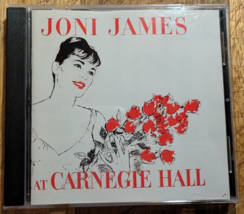 JONI JAMES
AT CARNEGIE HALL